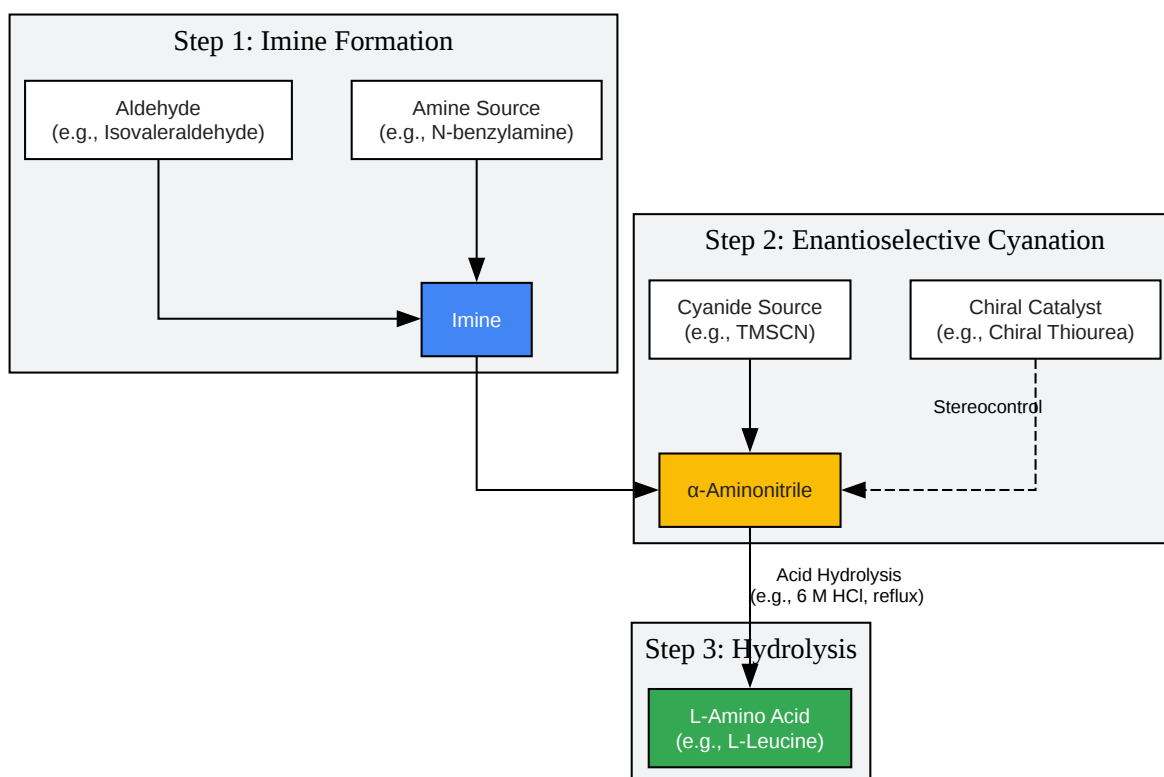 Step 1: Imine Formation
Aldehyde
(e.g., Isovaleraldehyde)
Amine Source
(e.g., N-benzylamine)
Imine
Step 2: Enantioselective Cyanation
Cyanide Source
(e.g., TMSCN)
Chiral Catalyst
(e.g., Chiral Thiourea)
Stereocontrol
α-Aminonitrile
Acid Hydrolysis
(e.g., 6 M HCl, reflux)
Step 3: Hydrolysis
L-Amino Acid
(e.g., L-Leucine)